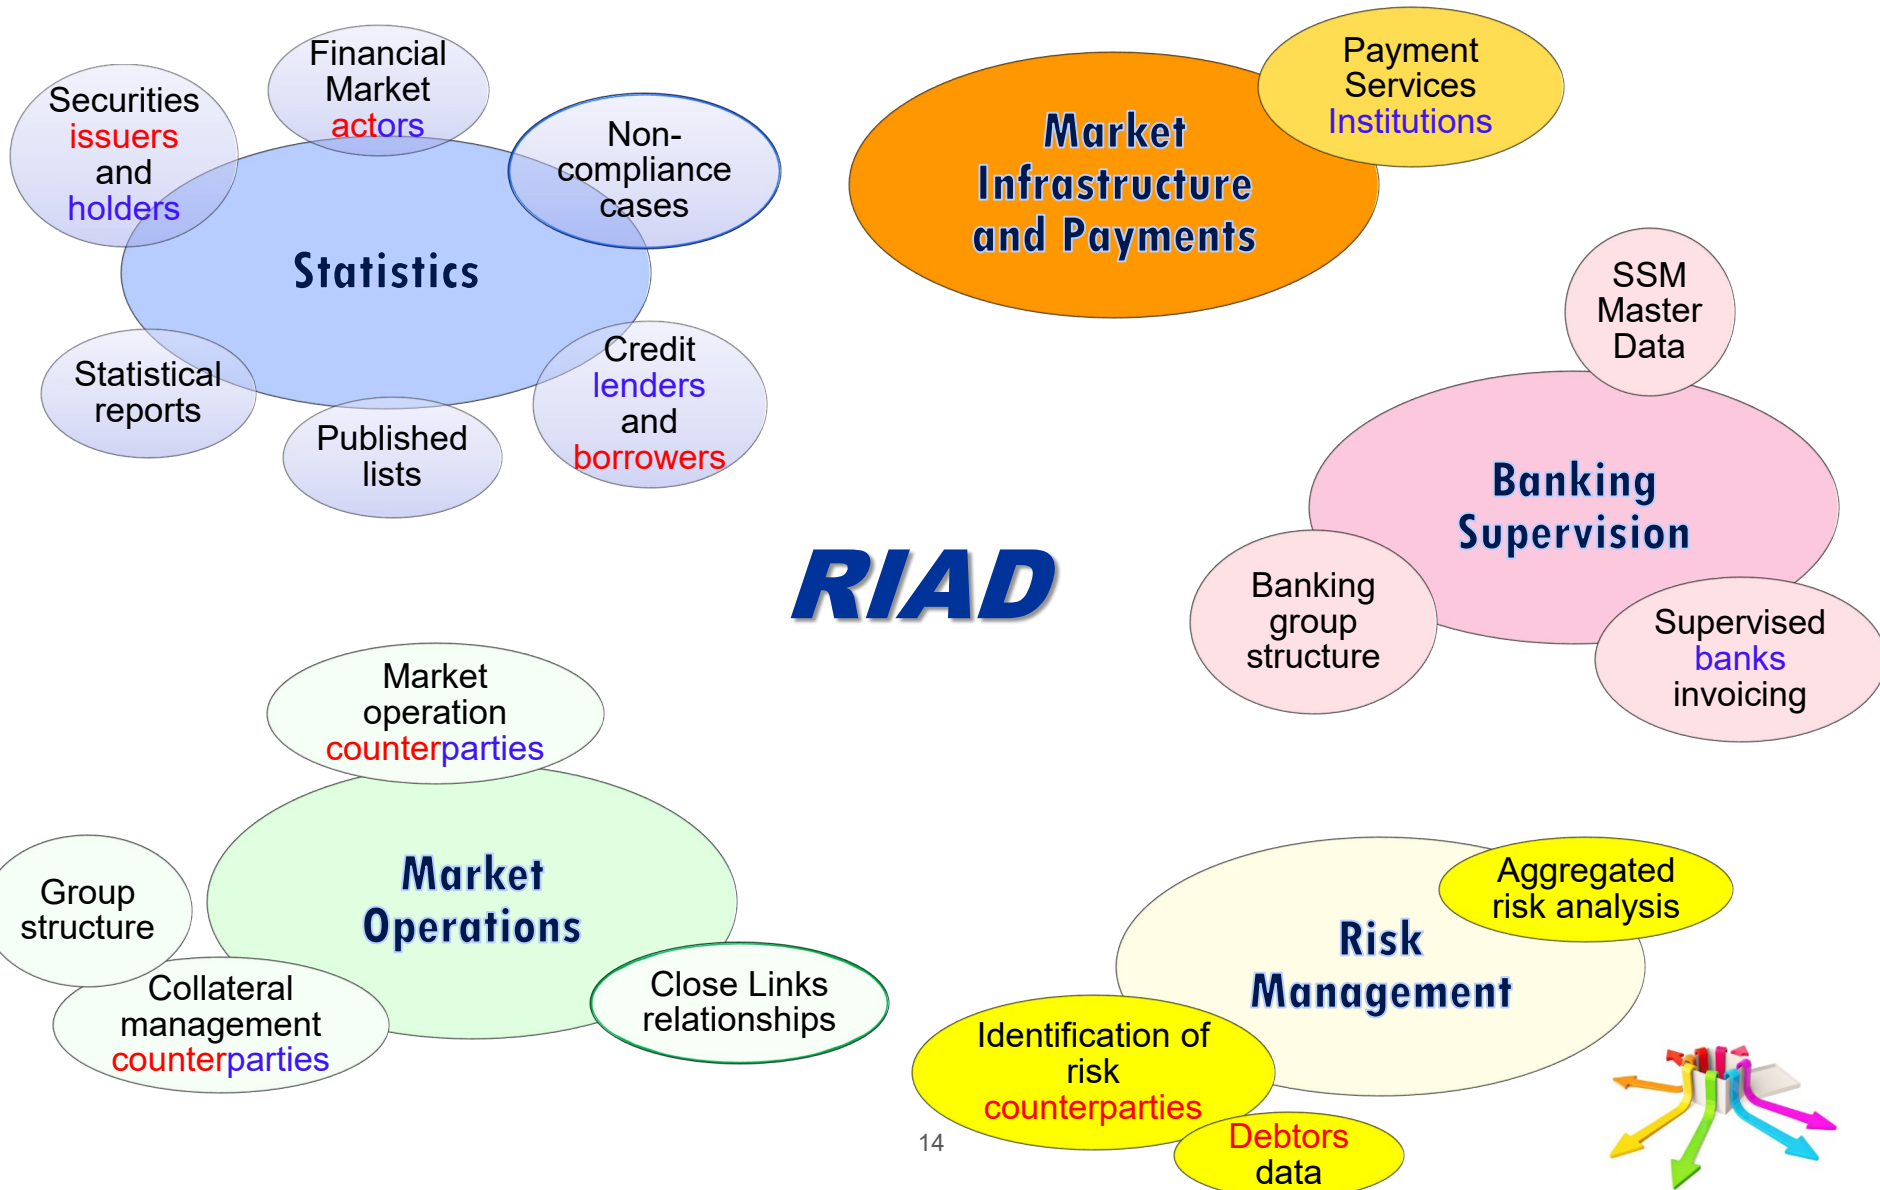 Financial
Market
actors
Securities
issuers
and
holders
Non-
compliance
cases
Statistics
Statistical
reports
Published
lists
Credit
lenders
and
borrowers
Payment
Services
Institutions
Market
Infrastructure
and Payments
SSM
Master
Data
Banking
Supervision
Banking
group
structure
Supervised
banks
invoicing
RIAD
Market
operation
counterparties
Market
Operations
Group
structure
Collateral
management
counterparties
Close Links
relationships
Aggregated
risk analysis
Risk
Management
Identification of
risk
counterparties
Debtors
data
14